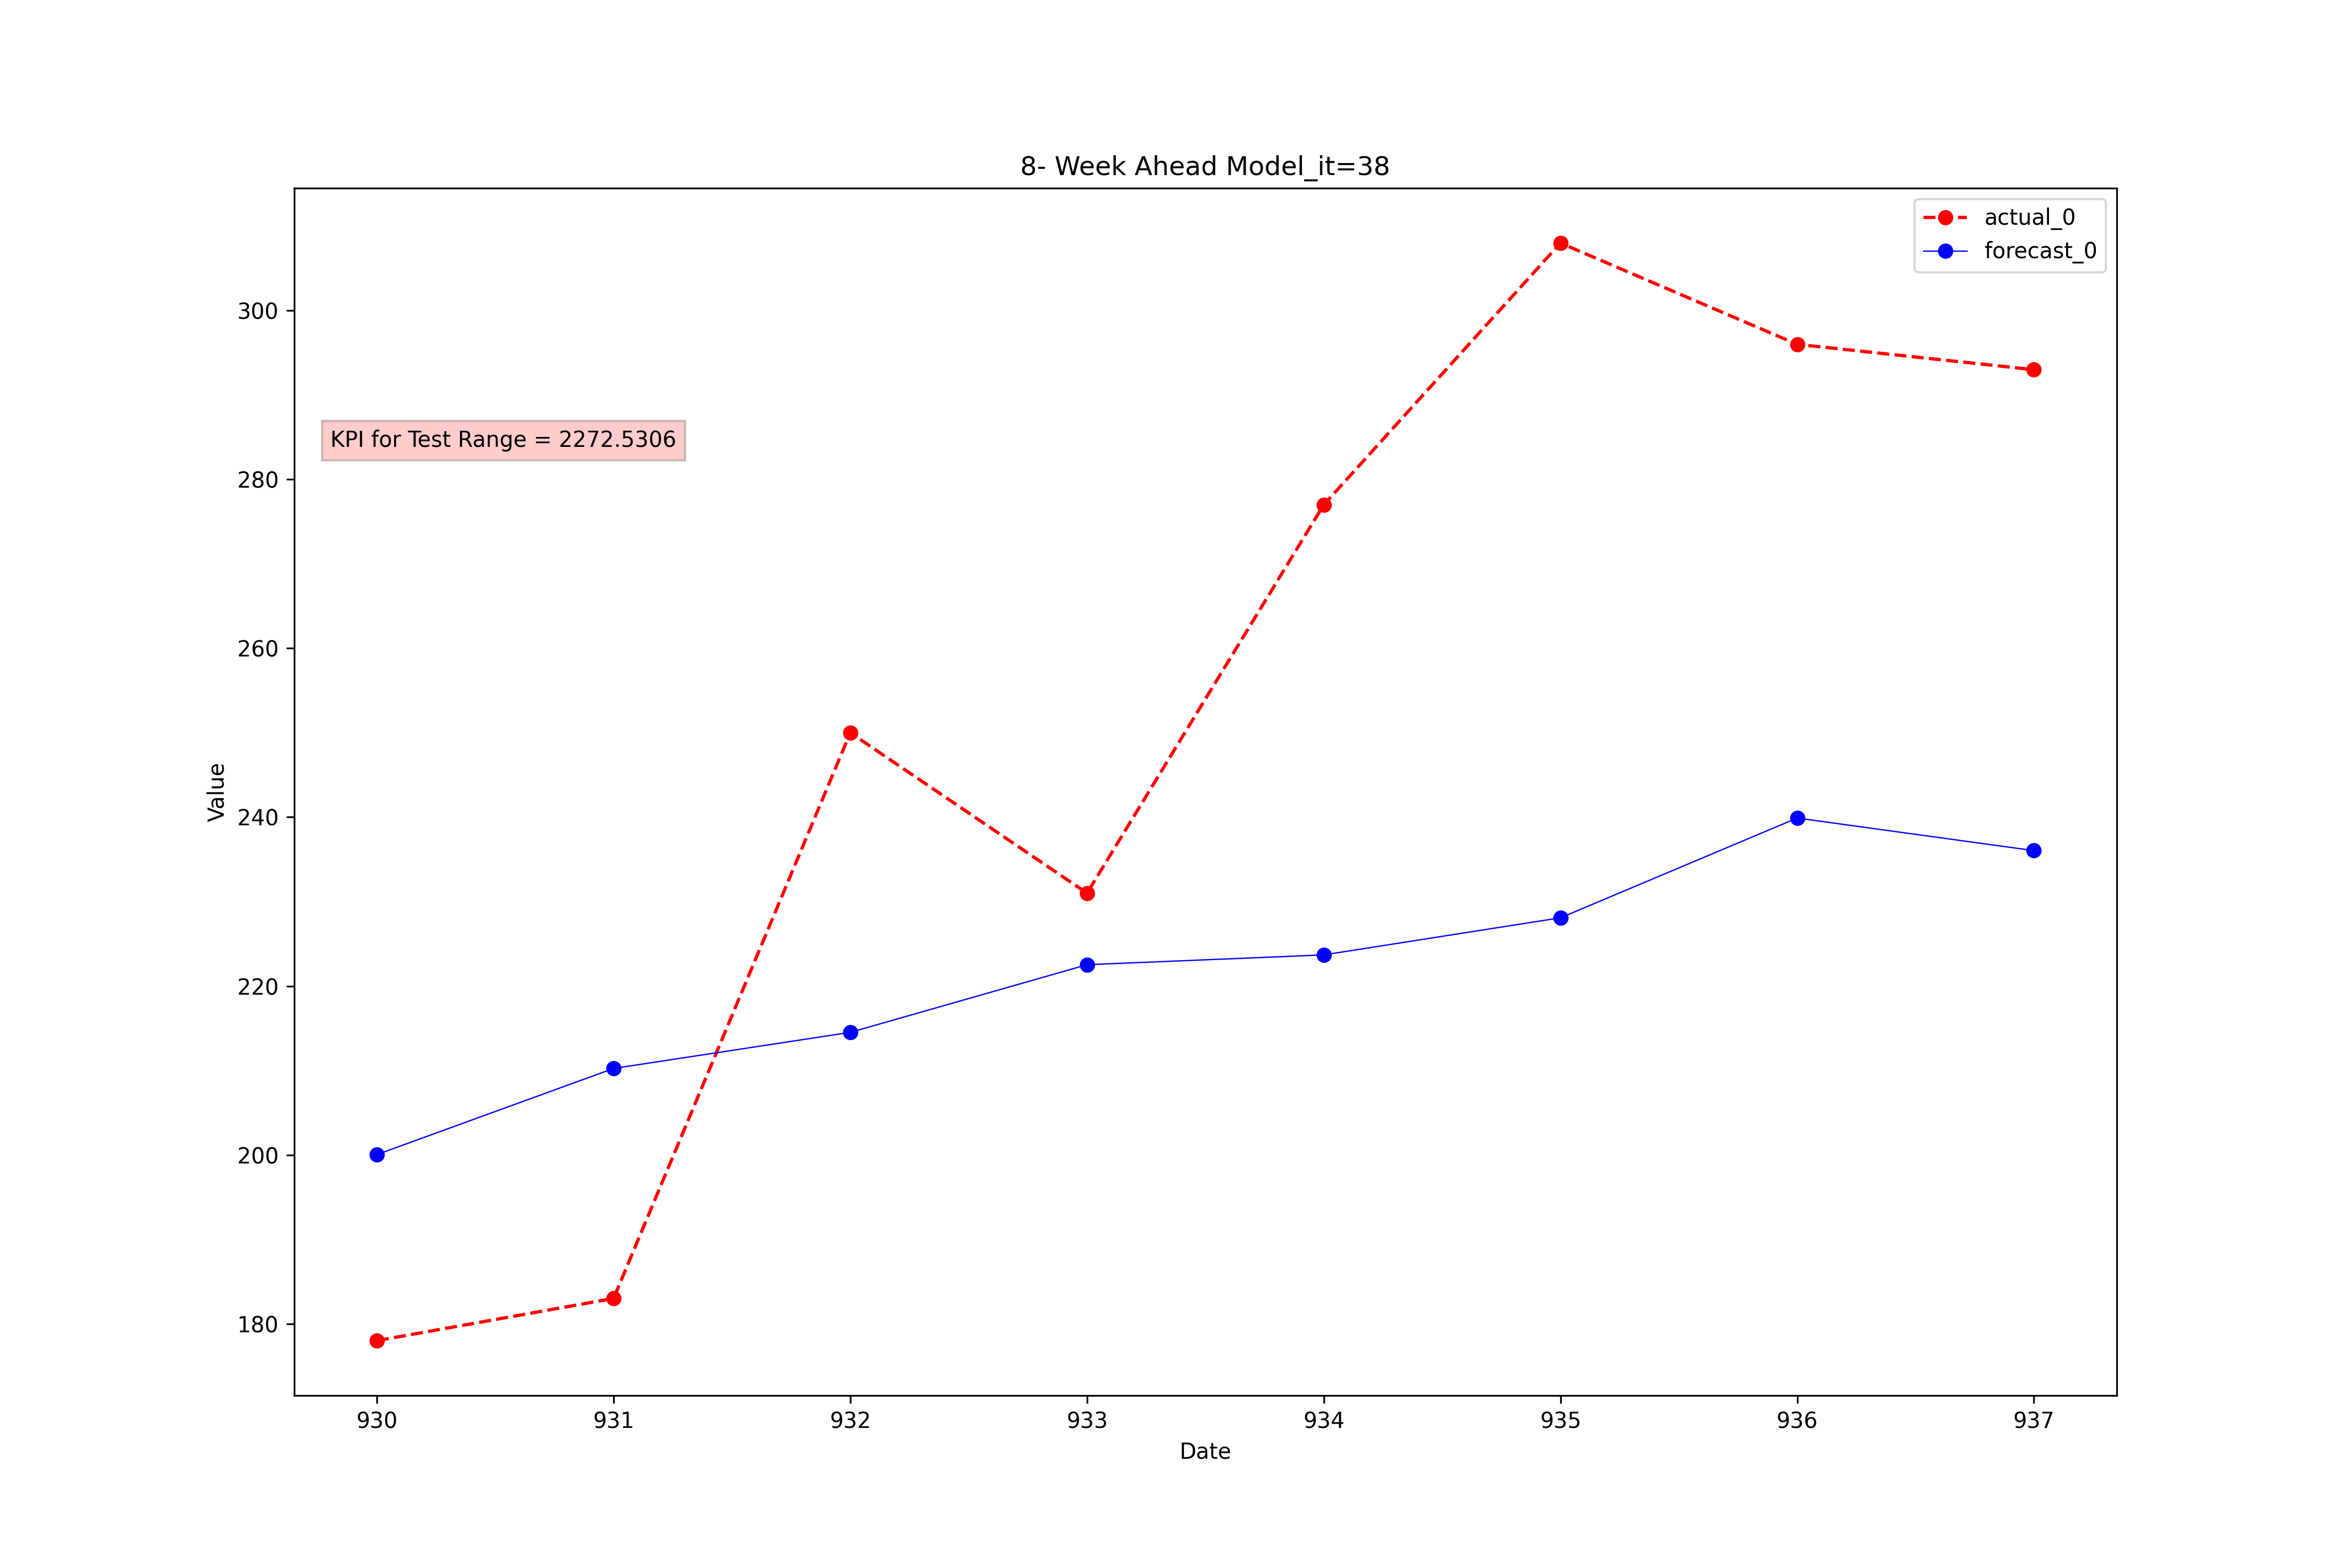 8- Week Ahead Model_it=38
actual_0
forecast_0
KPI for Test Range = 2272.5306
Value
300
280
260
240
220
200
180
930 931 932 933 934 935 936 937
Date